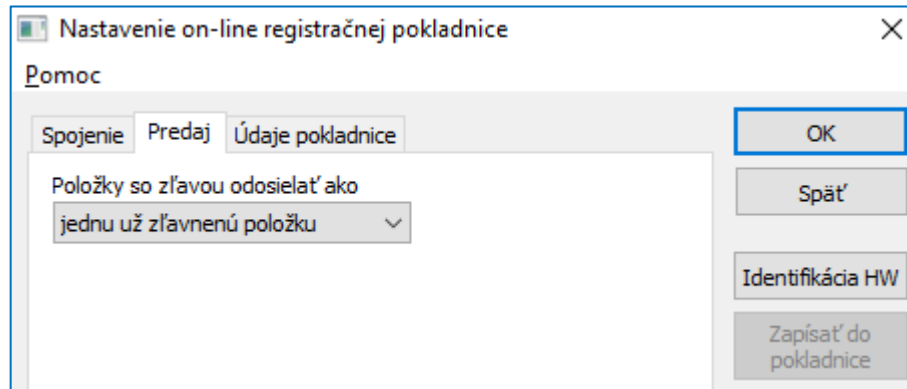 Nastavenie on-line registračnej pokladnice
Pomoc
Spojenie Predaj Údaje pokladnice
Položky so zľavou odosielať ako
jednu už zľavnenú položku
OK
Späť
Identifikácia HW
Zapísať do
pokladnice